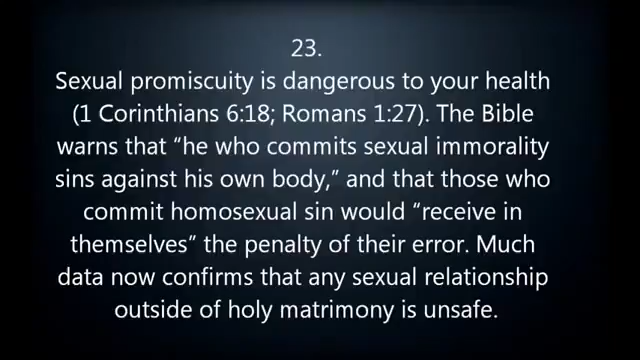 23.
Sexual promiscuity is dangerous to your health
(1 Corinthians 6:18; Romans 1:27). The Bible
warns that “he who commits sexual immorality
sins against his own body,” and that those who
commit homosexual sin would “receive in
themselves” the penalty of their error. Much
data now confirms that any sexual relationship
outside of holy matrimony is unsafe.